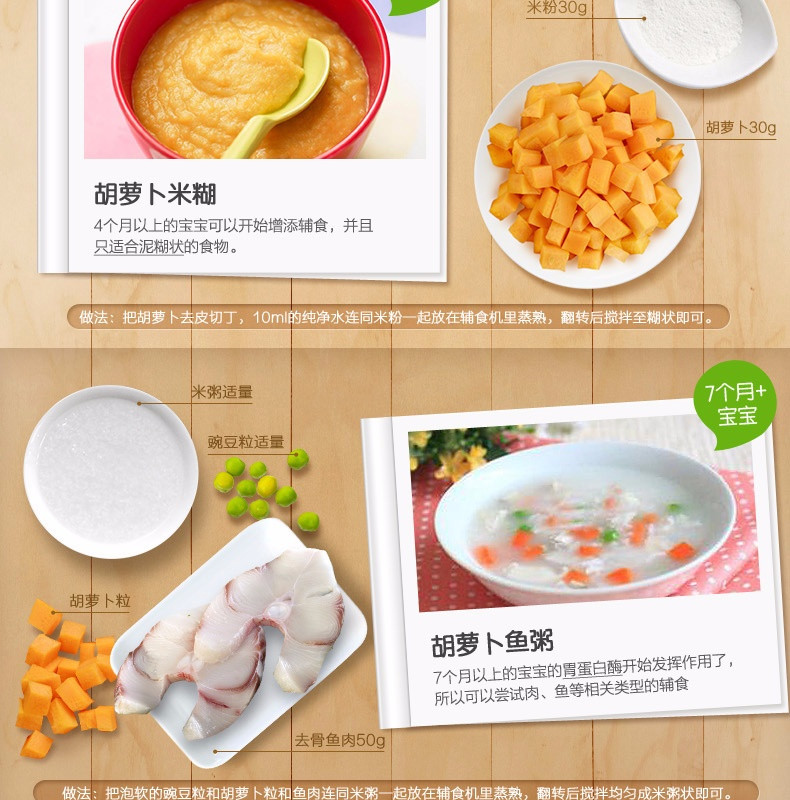 米粉30g
胡萝卜30g
胡萝卜米糊
4个月以上的宝宝可以开始增添辅食，并且
只适合泥糊状的食物。
做法：把胡萝卜去皮切丁，10ml的纯净水连同米粉一起放在辅食机里蒸熟，翻转后搅拌至糊状即可。
米粥适量
豌豆粒适量
胡萝卜粒
去骨鱼肉50g
7个月+
宝宝
胡萝卜鱼粥
7个月以上的宝宝的胃蛋白酶开始发挥作用了，
所以可以尝试肉、鱼等相关类型的辅食
做法：把泡软的豌豆粒和胡萝卜粒和鱼肉连同米粥一起放在辅食机里蒸熟，翻转后搅拌均匀成米粥状即可。